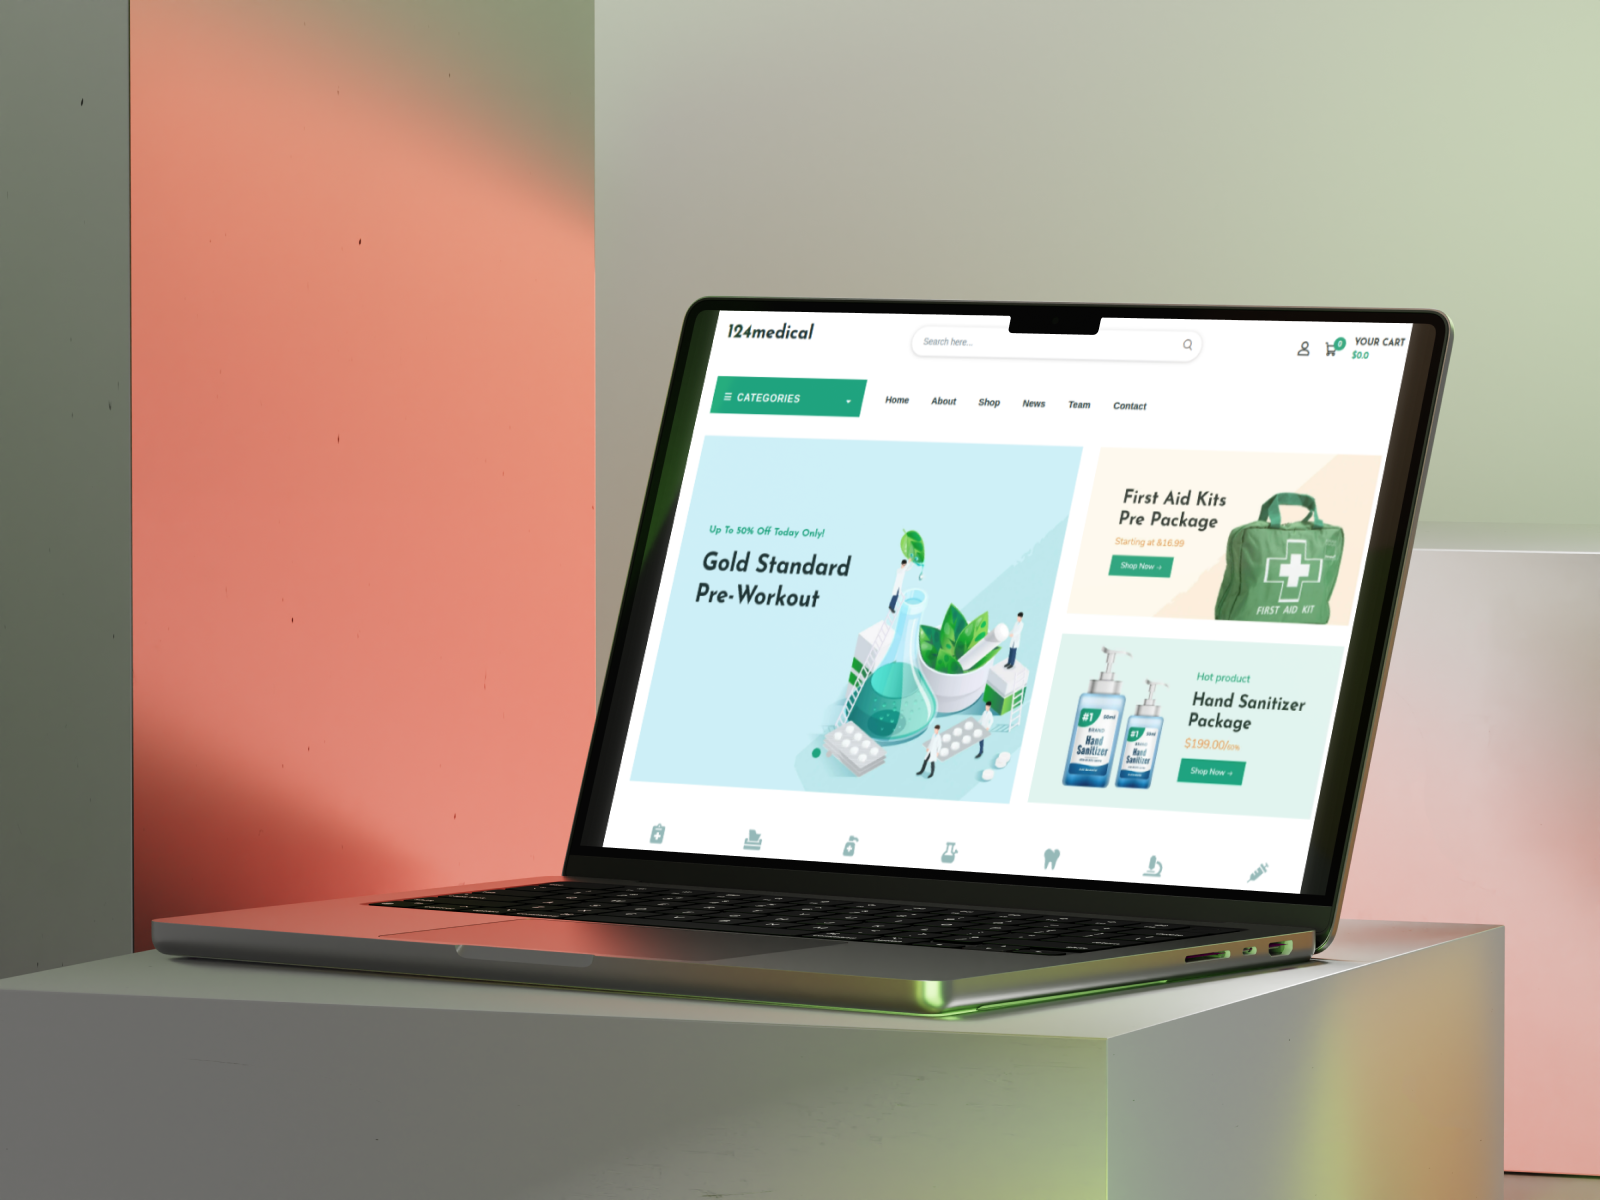 124medical
Search here...
0
YOUR CART
$0.0
CATEGORIES
Home About Shop News Team Contact
Up To 50% Off Today Only!
Gold Standard
Pre-Workout
First Aid Kits
Pre Package
Starting at &16.99
Shop Now →
FIRST AID KIT
Hot product
Hand Sanitizer
Package
$199.00/60%
Shop Now →
#1
BRAND
Hand
Sanitizer
#1
Hand
Sanitizer